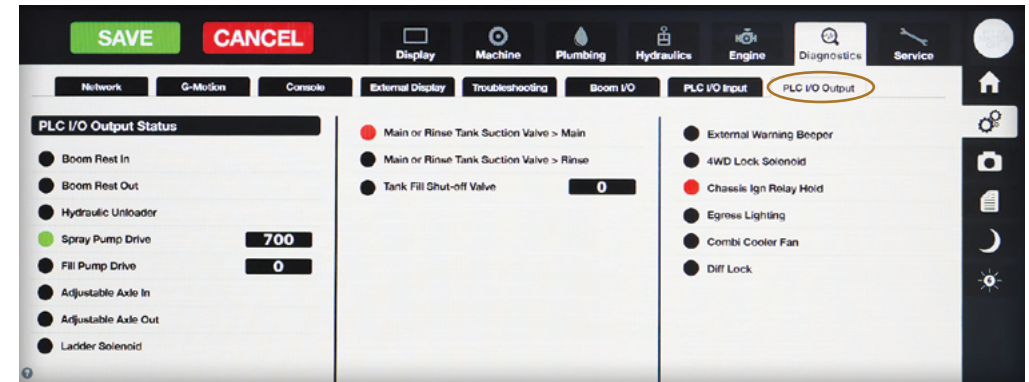 SAVE
CANCEL
Display
Machine
Plumbing
Hydraulics
Engine
Diagnostics
Service
Network
G-Motion
Console
External Display
Troubleshooting
Boom I/O
PLC I/O Input
PLC I/O Output
PLC I/O Output Status
Boom Rest In
Boom Rest Out
Hydraulic Unloader
Spray Pump Drive 700
Fill Pump Drive 0
Adjustable Axle In
Adjustable Axle Out
Ladder Solenoid
Main or Rinse Tank Suction Valve > Main
Main or Rinse Tank Suction Valve > Rinse
Tank Fill Shut-off Valve 0
External Warning Beeper
4WD Lock Solenoid
Chassis Ign Relay Hold
Egress Lighting
Combi Cooler Fan
Diff Lock